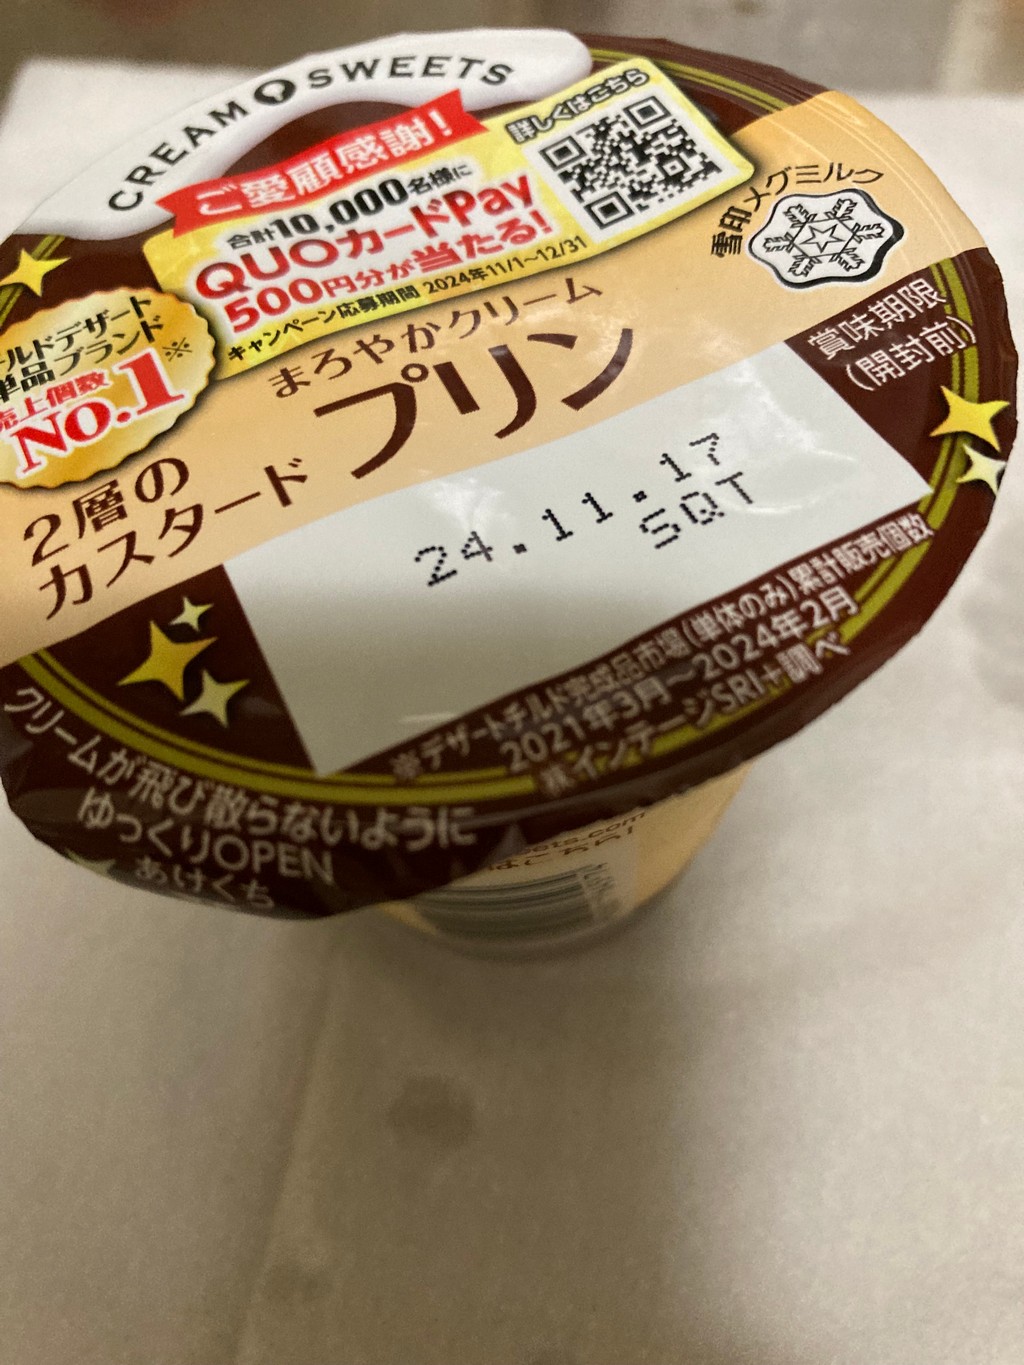 CREAM SWEETS
ご愛顧感謝!
詳しくはこちら
合計10,000名様に
QUOカードPay
500円分が当たる!
キャンペーン応募期間 2024年11/1~12/31
雪印メグミルク
ルドデザート
単品ブランド※
売上個数
No.1
まろやかクリーム
プリン
2層の
カスタード
賞味期限
(開封前)
24.11.17
SQT
※デザートチルド完成品市場(単体のみ)累計販売個数
2021年3月~2024年2月
㈱インテージSRI+調べ
クリームが飛び散らないように
ゆっくりOPEN
あけくち
ets.com
はこちら!